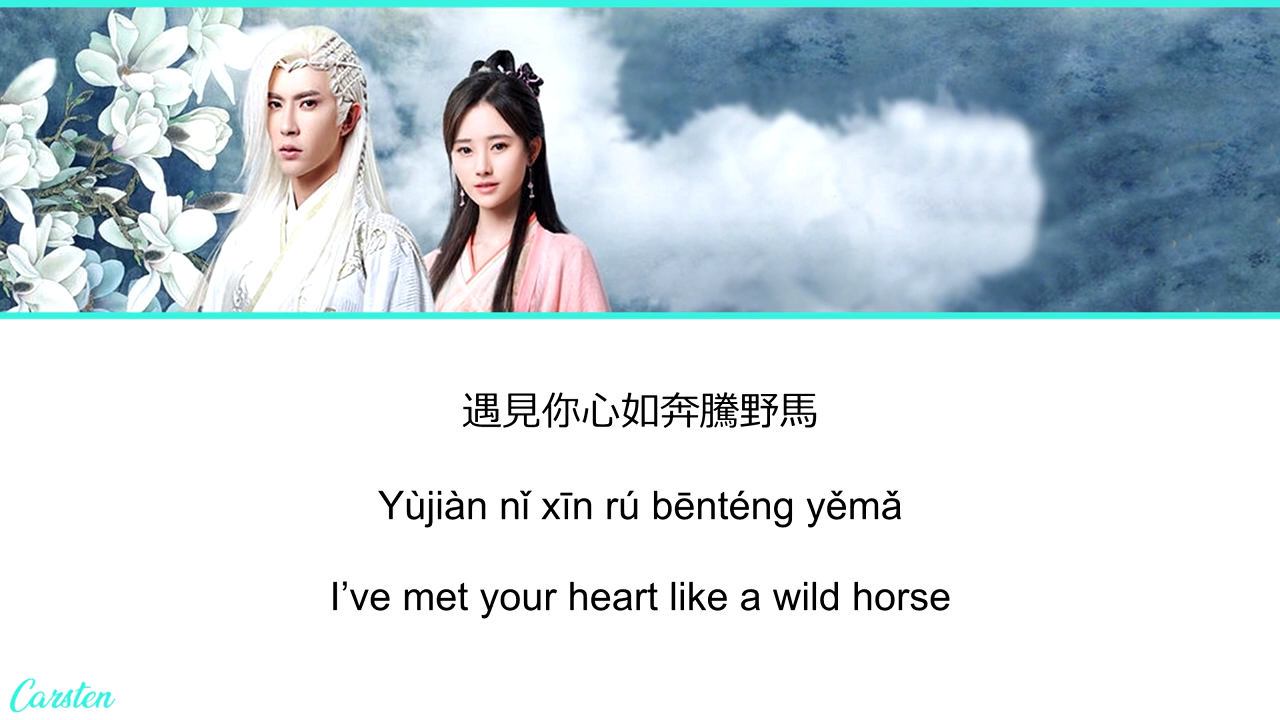 遇見你心如奔騰野馬
Yùjiàn nǐ xīn rú bēnténg yěmǎ
I’ve met your heart like a wild horse
Carsten